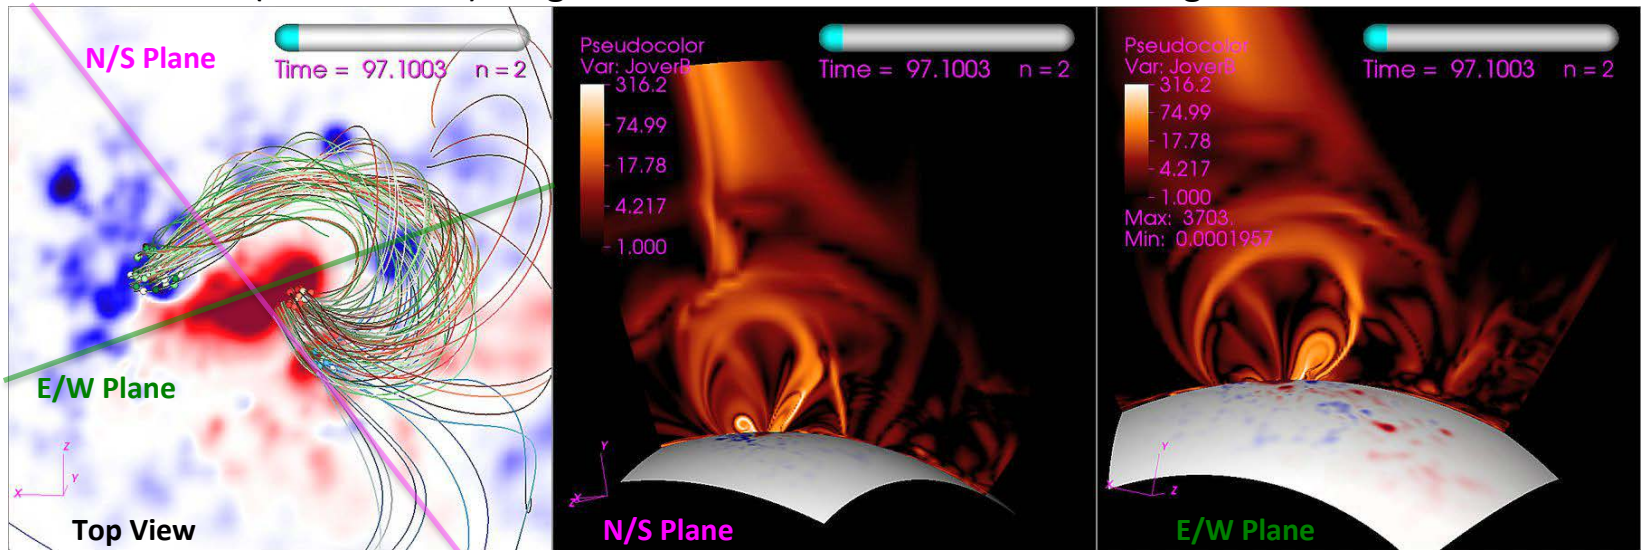 N/S Plane
Time = 97.1003 n = 2
E/W Plane
Z
Y
X
Top View
Pseudocolor
Var: JoverB
316.2
74.99
17.78
4.217
1.000
Time = 97.1003 n = 2
Y
X
Z
N/S Plane
Pseudocolor
Var: JoverB
316.2
74.99
17.78
4.217
1.000
Max: 3703.
Min: 0.0001957
Time = 97.1003 n = 2
Y
X
Z
E/W Plane